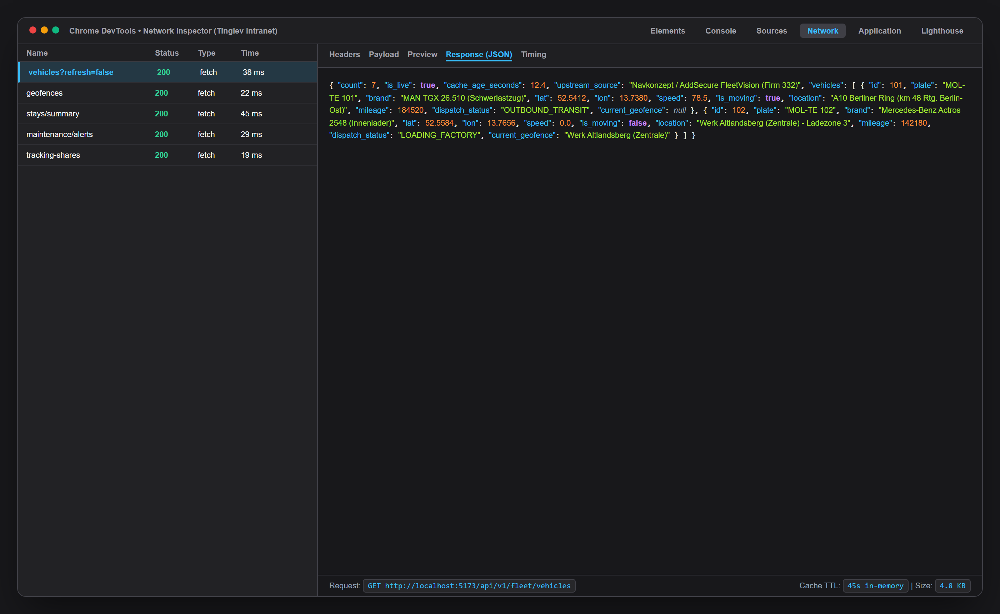 Chrome DevTools • Network Inspector (Tinglev Intranet)
Elements Console Sources Network Application Lighthouse
Name Status Type Time
vehicles?refresh=false 200 fetch 38 ms
geofences 200 fetch 22 ms
stays/summary 200 fetch 45 ms
maintenance/alerts 200 fetch 29 ms
tracking-shares 200 fetch 19 ms
Headers Payload Preview Response (JSON) Timing
{ "count": 7, "is_live": true, "cache_age_seconds": 12.4, "upstream_source": "Navkonzept / AddSecure FleetVision (Firm 332)", "vehicles": [ { "id": 101, "plate": "MOL-
TE 101", "brand": "MAN TGX 26.510 (Schwerlastzug)", "lat": 52.5412, "lon": 13.7380, "speed": 78.5, "is_moving": true, "location": "A10 Berliner Ring (km 48 Rtg. Berlin-
Ost)", "mileage": 184520, "dispatch_status": "OUTBOUND_TRANSIT", "current_geofence": null }, { "id": 102, "plate": "MOL-TE 102", "brand": "Mercedes-Benz Actros
2548 (Innenlader)", "lat": 52.5584, "lon": 13.7656, "speed": 0.0, "is_moving": false, "location": "Werk Altlandsberg (Zentrale) - Ladezone 3", "mileage": 142180,
"dispatch_status": "LOADING_FACTORY", "current_geofence": "Werk Altlandsberg (Zentrale)" } ] }
Request: GET http://localhost:5173/api/v1/fleet/vehicles
Cache TTL: 45s in-memory | Size: 4.8 KB